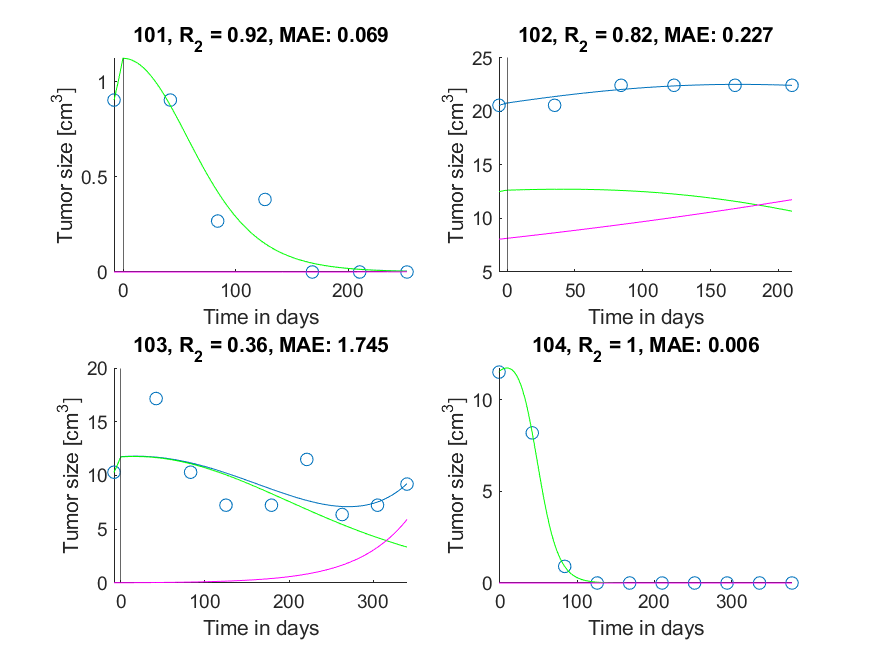 101, R₂ = 0.92, MAE: 0.069
Tumor size [cm³]
1
0.5
0
0 100 200
Time in days
102, R₂ = 0.82, MAE: 0.227
Tumor size [cm³]
25
20
15
10
5
0 50 100 150 200
Time in days
103, R₂ = 0.36, MAE: 1.745
Tumor size [cm³]
20
15
10
5
0
0 100 200 300
Time in days
104, R₂ = 1, MAE: 0.006
Tumor size [cm³]
10
5
0
0 100 200 300
Time in days